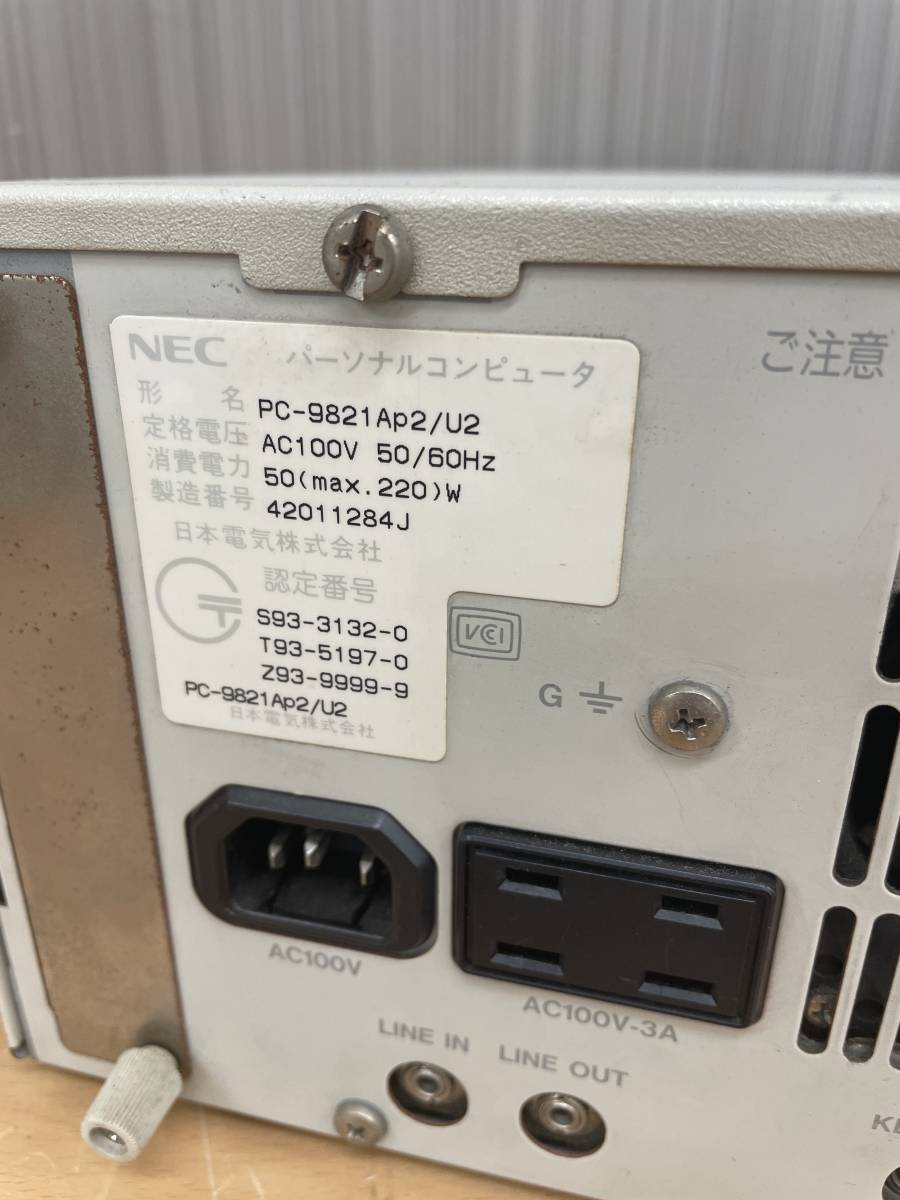 NEC パーソナルコンピュータ
形 名 PC-9821Ap2/U2
定格電圧 AC100V 50/60Hz
消費電力 50(max.220)W
製造番号 42011284J
日本電気株式会社
認定番号
S93-3132-0
T93-5197-0
Z93-9999-9
PC-9821Ap2/U2
日本電気株式会社
VCI
ご注意
G
AC100V
AC100V-3A
LINE IN
LINE OUT